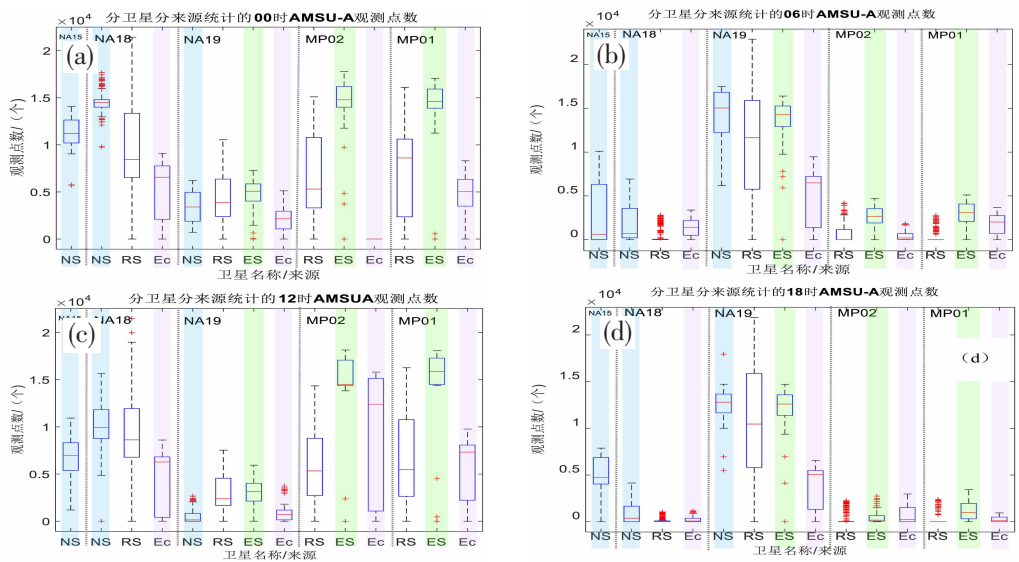 分卫星分来源统计的00时AMSU-A观测点数
× 10⁴
(a)
NA15 NA18 NA19 MP02 MP01
2
1.5
1
0.5
0
观测点数/（个）
NS NS RS Ec NS RS ES Ec RS ES Ec RS ES Ec
卫星名称/来源
分卫星分来源统计的06时AMSU-A观测点数
× 10⁴
(b)
NA15 NA18 NA19 MP02 MP01
2
1.5
1
0.5
0
观测点数/（个）
NS NS RS Ec NS RS ES Ec RS ES Ec RS ES Ec
卫星名称/来源
分卫星分来源统计的12时AMSUA观测点数
× 10⁴
(c)
NA15 NA18 NA19 MP02 MP01
2
1.5
1
0.5
0
观测点数/（个）
NS NS RS Ec NS RS ES Ec RS ES Ec RS ES Ec
卫星名称/来源
分卫星分来源统计的18时AMSU-A观测点数
× 10⁴
(d)
NA15 NA18 NA19 MP02 MP01
（d）
2
1.5
1
0.5
0
观测点数/（个）
NS NS RS Ec NS RS ES Ec RS ES Ec RS ES Ec
卫星名称/来源